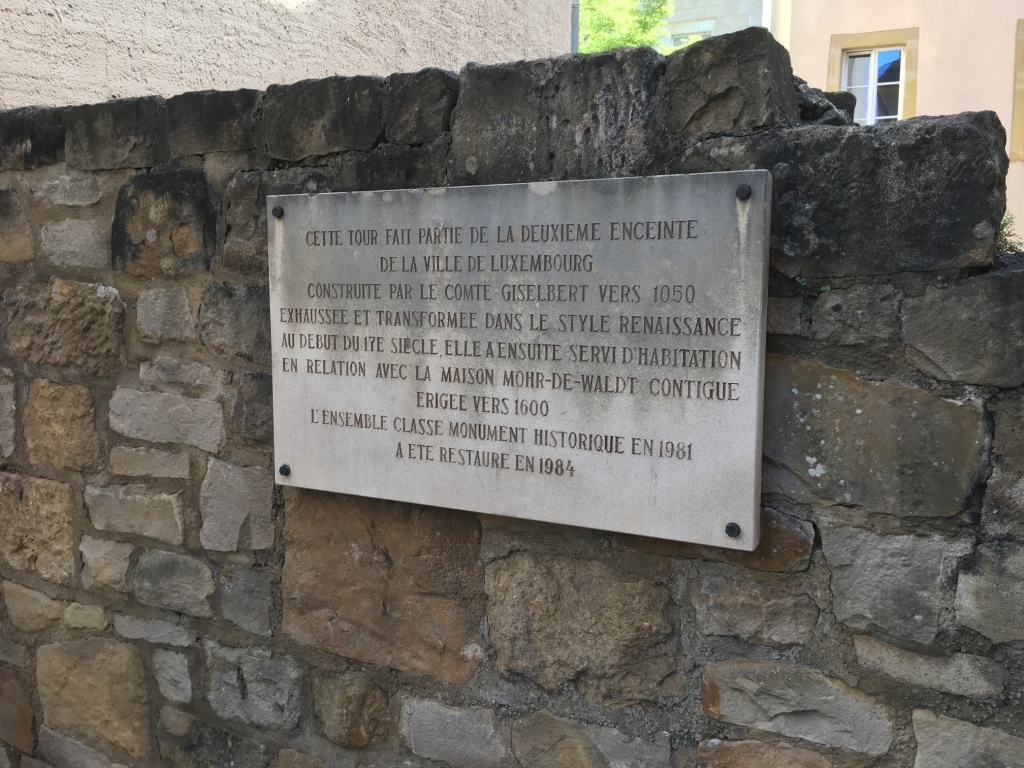 CETTE TOUR FAIT PARTIE DE LA DEUXIEME ENCEINTE
DE LA VILLE DE LUXEMBOURG
CONSTRUITE PAR LE COMTE GISELBERT VERS 1050
EXHAUSSEE ET TRANSFORMEE DANS LE STYLE RENAISSANCE
AU DEBUT DU 17E SIECLE, ELLE A ENSUITE SERVI D'HABITATION
EN RELATION AVEC LA MAISON MOHR-DE-WALDT CONTIGUE
ERIGEE VERS 1600
L'ENSEMBLE CLASSE MONUMENT HISTORIQUE EN 1981
A ETE RESTAURE EN 1984